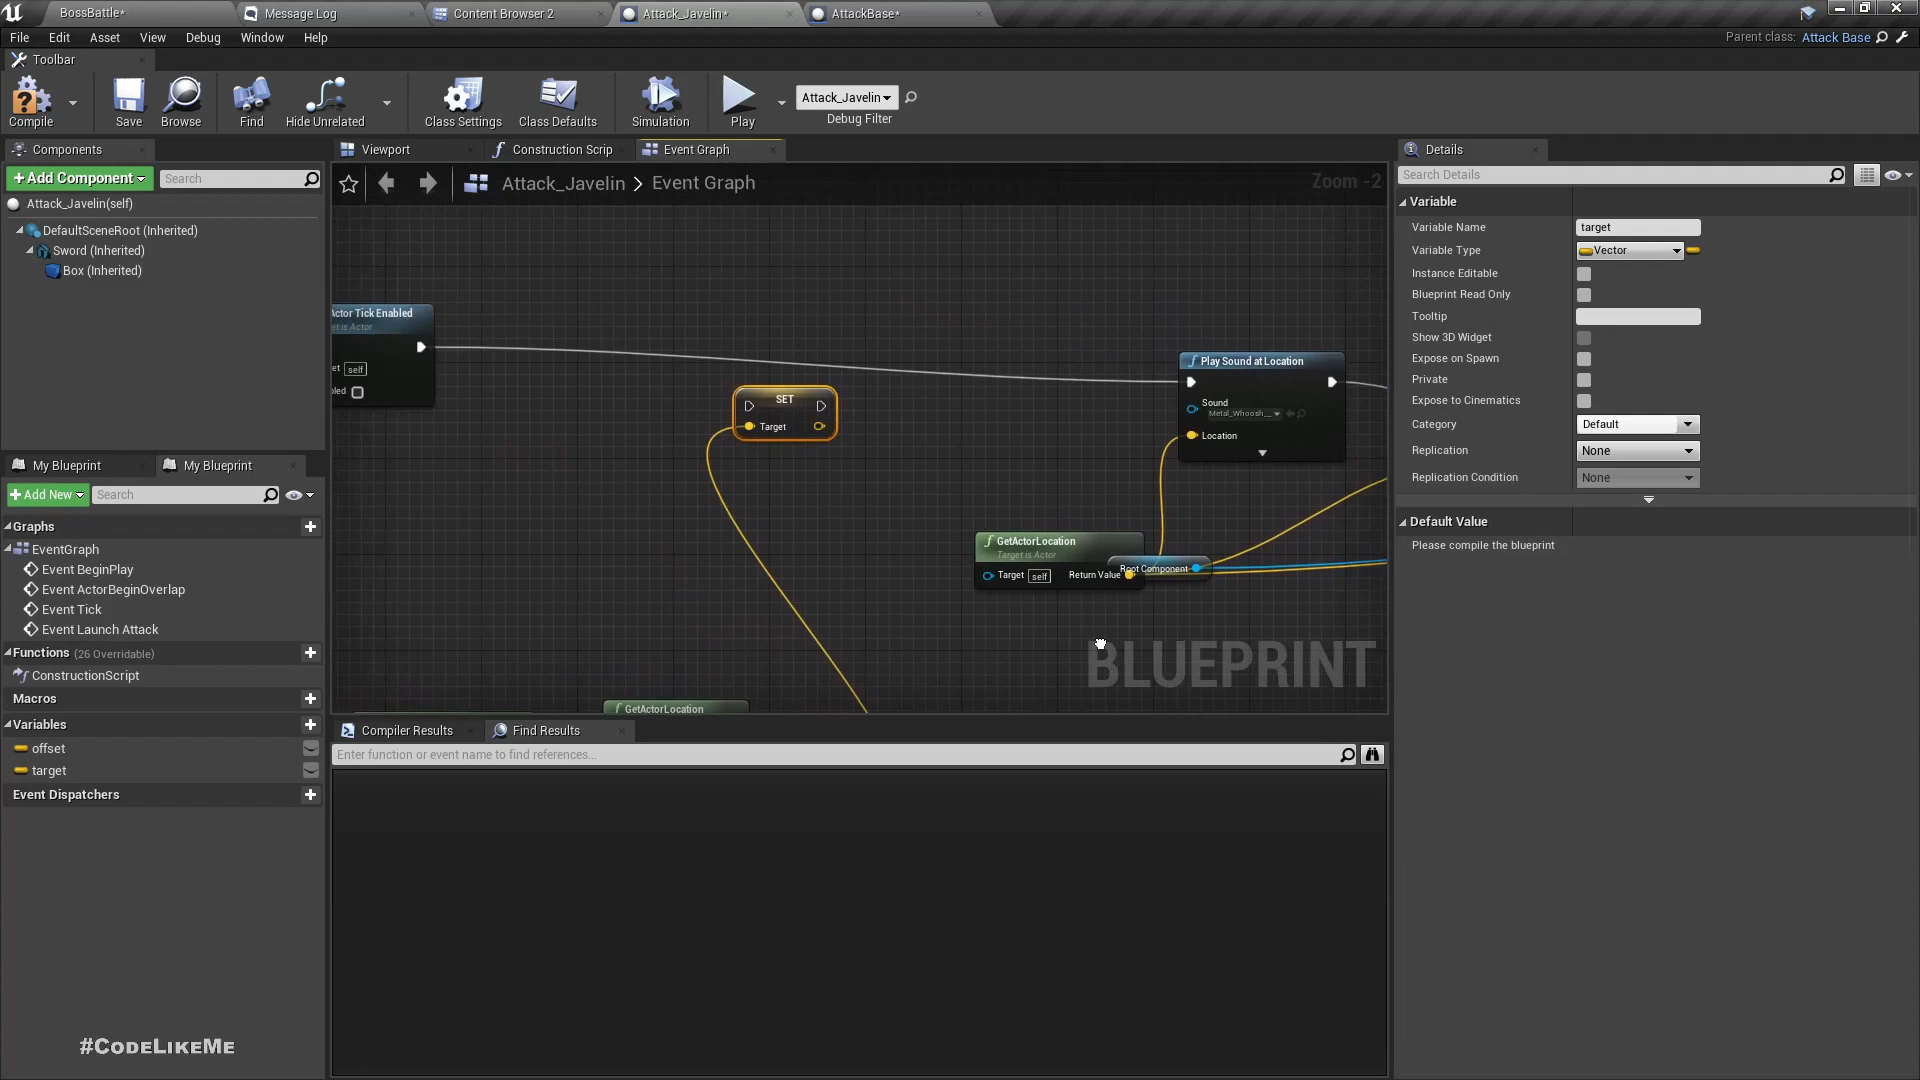 BossBattle*
Message Log
Content Browser 2
Attack_Javelin*
AttackBase*
File
Edit
Asset
View
Debug
Window
Help
Parent class:
Attack Base
Toolbar
Compile
Save
Browse
Find
Hide Unrelated
Class Settings
Class Defaults
Simulation
Play
Attack_Javelin
Debug Filter
Components
Add Component
Search
Attack_Javelin(self)
DefaultSceneRoot (Inherited)
Sword (Inherited)
Box (Inherited)
My Blueprint
My Blueprint
Add New
Search
Graphs
EventGraph
Event BeginPlay
Event ActorBeginOverlap
Event Tick
Event Launch Attack
Functions (26 Overridable)
ConstructionScript
Macros
Variables
offset
target
Event Dispatchers
#CodeLikeMe
Viewport
Construction Scrip
Event Graph
Attack_Javelin > Event Graph
Zoom -2
Actor Tick Enabled
et is Actor
et self
led
SET
Target
Play Sound at Location
Sound
Metal_Whoosh_
Location
GetActorLocation
Target is Actor
Target self
Return Value
Root Component
BLUEPRINT
GetActorLocation
Compiler Results
Find Results
Enter function or event name to find references...
Details
Search Details
Variable
Variable Name
target
Variable Type
Vector
Instance Editable
Blueprint Read Only
Tooltip
Show 3D Widget
Expose on Spawn
Private
Expose to Cinematics
Category
Default
Replication
None
Replication Condition
None
Default Value
Please compile the blueprint